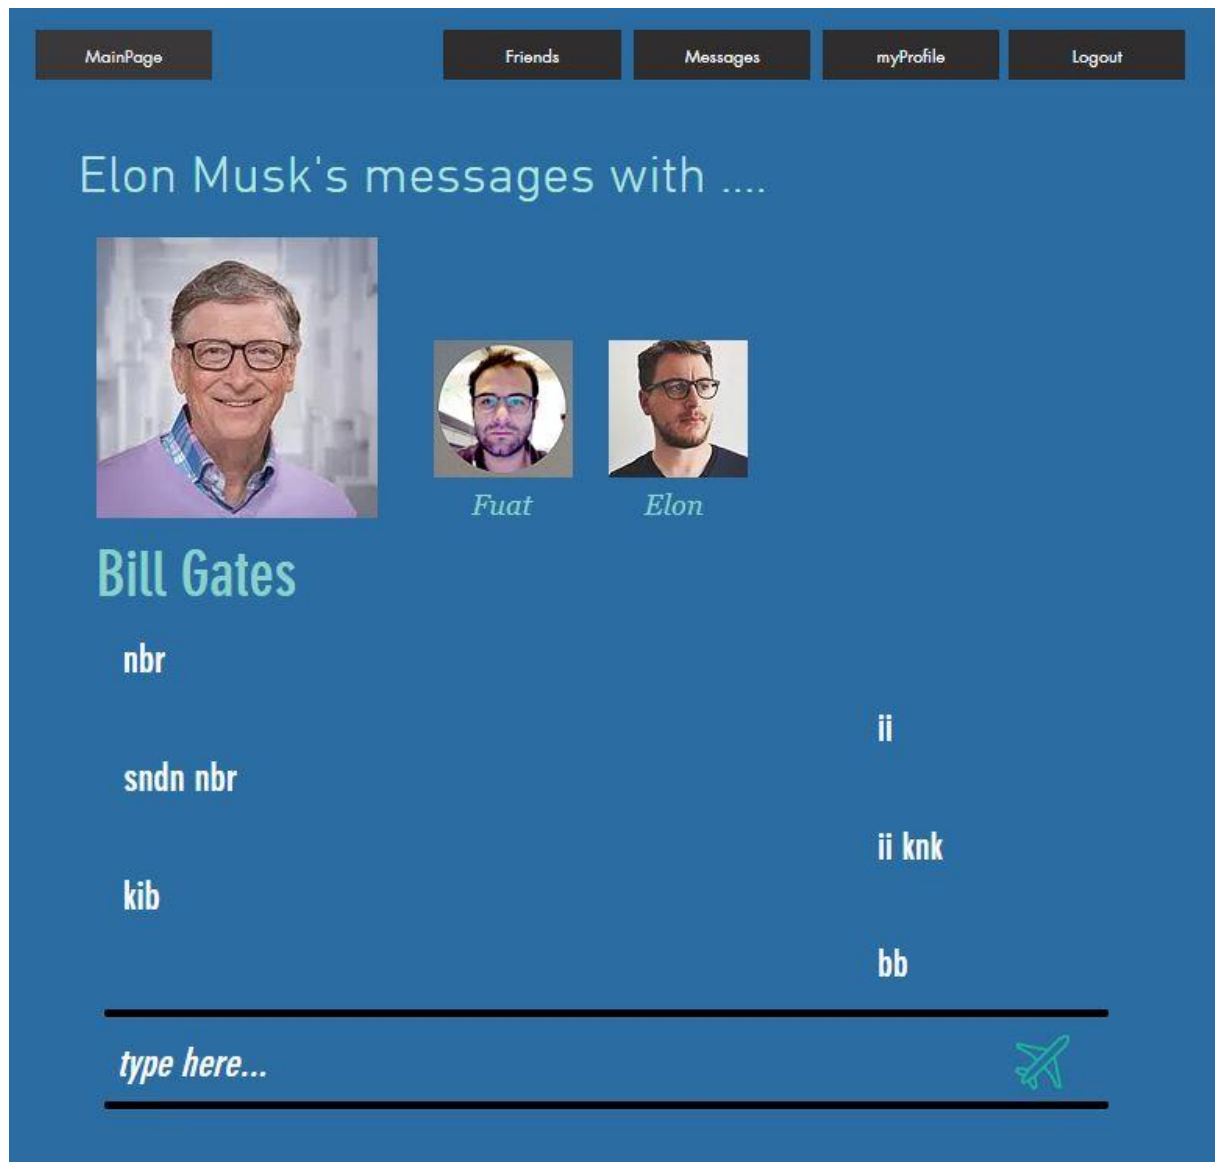 MainPage Friends Messages myProfile Logout
Elon Musk's messages with ....
Fuat Elon
Bill Gates
nbr
ii
sndn nbr
ii knk
kib
bb
type here...